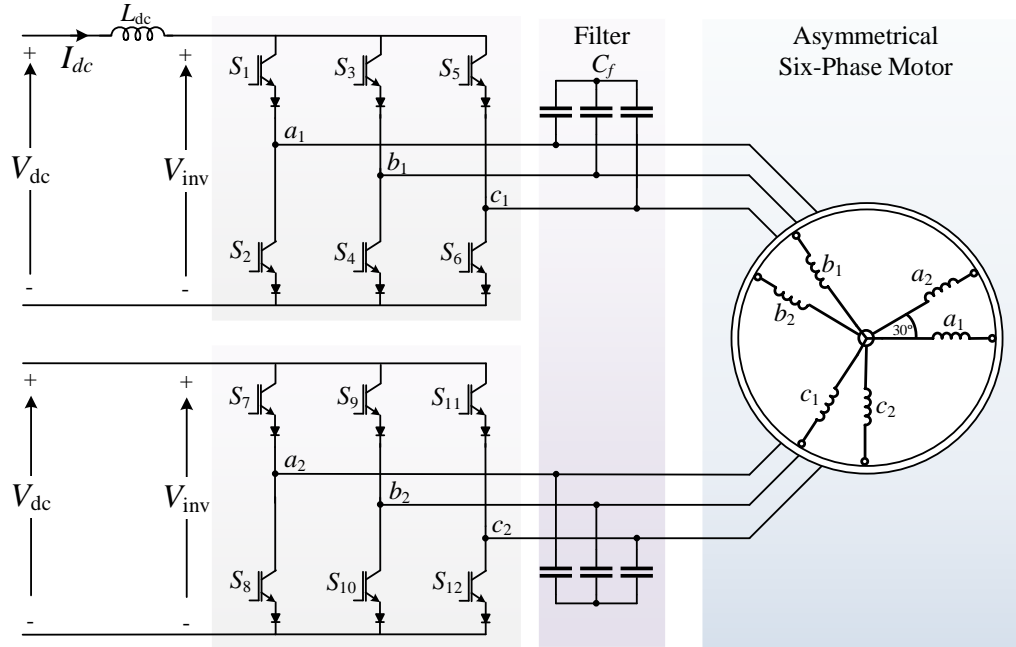 L_dc
I_dc
+
+
V_dc
V_inv
-
-
S_1
S_3
S_5
a_1
b_1
c_1
S_2
S_4
S_6
Filter
C_f
Asymmetrical
Six-Phase Motor
b_1
a_2
b_2
30°
a_1
c_1
c_2
+
+
V_dc
V_inv
-
-
S_7
S_9
S_11
a_2
b_2
c_2
S_8
S_10
S_12